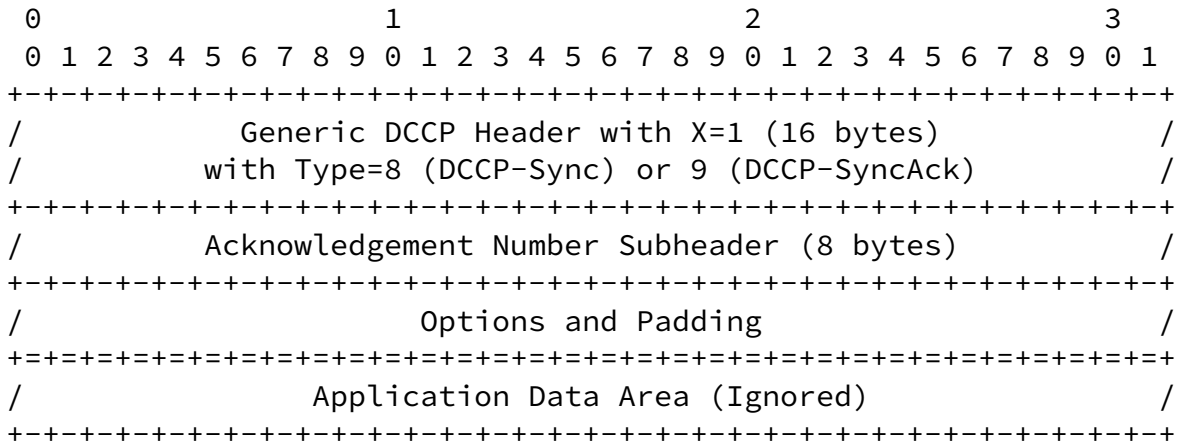 0                   1                   2                   3
 0 1 2 3 4 5 6 7 8 9 0 1 2 3 4 5 6 7 8 9 0 1 2 3 4 5 6 7 8 9 0 1
+-+-+-+-+-+-+-+-+-+-+-+-+-+-+-+-+-+-+-+-+-+-+-+-+-+-+-+-+-+-+-+-+
/            Generic DCCP Header with X=1 (16 bytes)            /
/          with Type=8 (DCCP-Sync) or 9 (DCCP-SyncAck)          /
+-+-+-+-+-+-+-+-+-+-+-+-+-+-+-+-+-+-+-+-+-+-+-+-+-+-+-+-+-+-+-+-+
/          Acknowledgement Number Subheader (8 bytes)           /
+-+-+-+-+-+-+-+-+-+-+-+-+-+-+-+-+-+-+-+-+-+-+-+-+-+-+-+-+-+-+-+-+
/                      Options and Padding                      /
+=+=+=+=+=+=+=+=+=+=+=+=+=+=+=+=+=+=+=+=+=+=+=+=+=+=+=+=+=+=+=+=+
/                Application Data Area (Ignored)                /
+-+-+-+-+-+-+-+-+-+-+-+-+-+-+-+-+-+-+-+-+-+-+-+-+-+-+-+-+-+-+-+-+